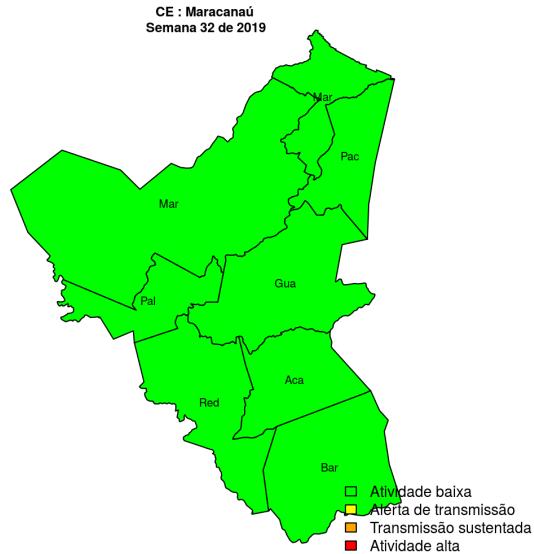 CE : Maracanaú
Semana 32 de 2019
Mar
Pac
Mar
Gua
Pal
Aca
Red
Bar
Atividade baixa
Alerta de transmissão
Transmissão sustentada
Atividade alta